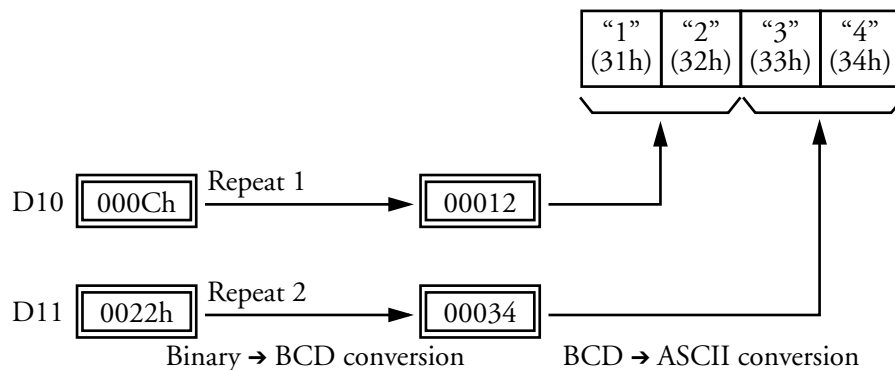 “1” “2” “3” “4”
(31h) (32h) (33h) (34h)
D10 000Ch Repeat 1 00012
D11 0022h Repeat 2 00034
Binary → BCD conversion BCD → ASCII conversion